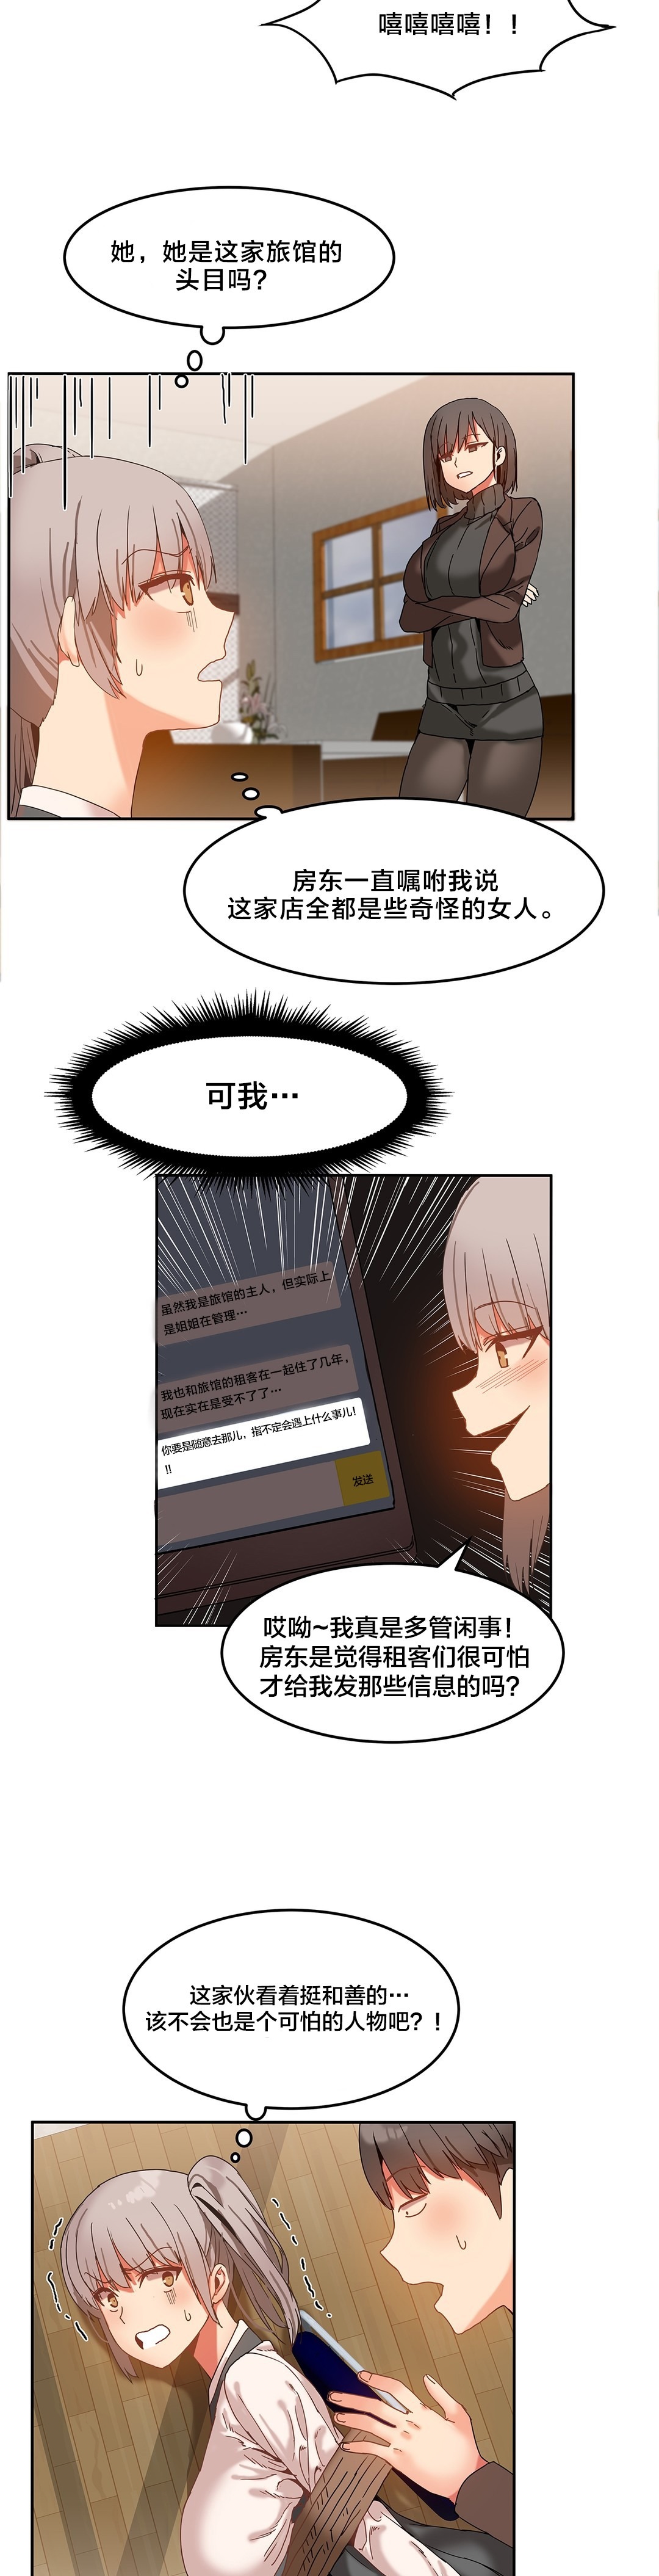 嘻嘻嘻嘻！！
她，她是这家旅馆的
头目吗？
房东一直嘱咐我说
这家店全都是些奇怪的女人。
可我…
虽然我是旅馆的主人，但实际上
是姐姐在管理…
我也和旅馆的租客在一起住了几年，
现在实在是受不了了…
你要是随意去那儿，指不定会遇上什么事儿！
!!
发送
哎呦~我真是多管闲事！
房东是觉得租客们很可怕
才给我发那些信息的吗？
这家伙看着挺和善的…
该不会也是个可怕的人物吧？！